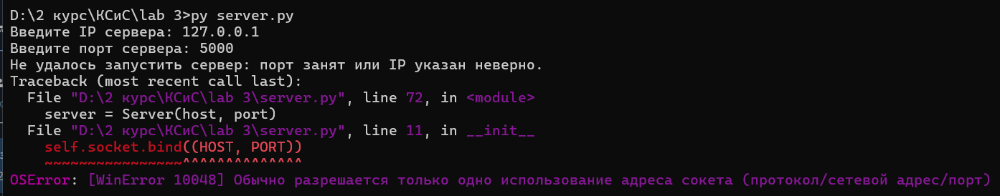 D:\2 курс\КСиС\lab 3>py server.py
Введите IP сервера: 127.0.0.1
Введите порт сервера: 5000
Не удалось запустить сервер: порт занят или IP указан неверно.
Traceback (most recent call last):
  File "D:\2 курс\КСиС\lab 3\server.py", line 72, in <module>
    server = Server(host, port)
  File "D:\2 курс\КСиС\lab 3\server.py", line 11, in __init__
    self.socket.bind((HOST, PORT))
    ~~~~~~~~~~~~~~~~^^^^^^^^^^^^^^
OSError: [WinError 10048] Обычно разрешается только одно использование адреса сокета (протокол/сетевой адрес/порт)